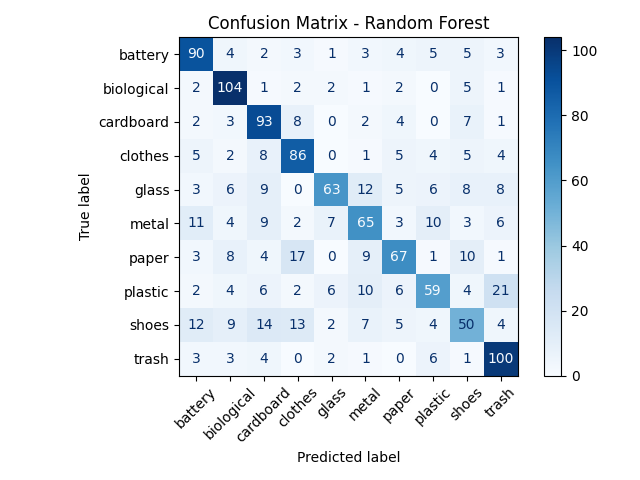 Confusion Matrix - Random Forest
True label
battery 90 4 2 3 1 3 4 5 5 3
biological 2 104 1 2 2 1 2 0 5 1
cardboard 2 3 93 8 0 2 4 0 7 1
clothes 5 2 8 86 0 1 5 4 5 4
glass 3 6 9 0 63 12 5 6 8 8
metal 11 4 9 2 7 65 3 10 3 6
paper 3 8 4 17 0 9 67 1 10 1
plastic 2 4 6 2 6 10 6 59 4 21
shoes 12 9 14 13 2 7 5 4 50 4
trash 3 3 4 0 2 1 0 6 1 100
battery biological cardboard clothes glass metal paper plastic shoes trash
Predicted label
100
80
60
40
20
0